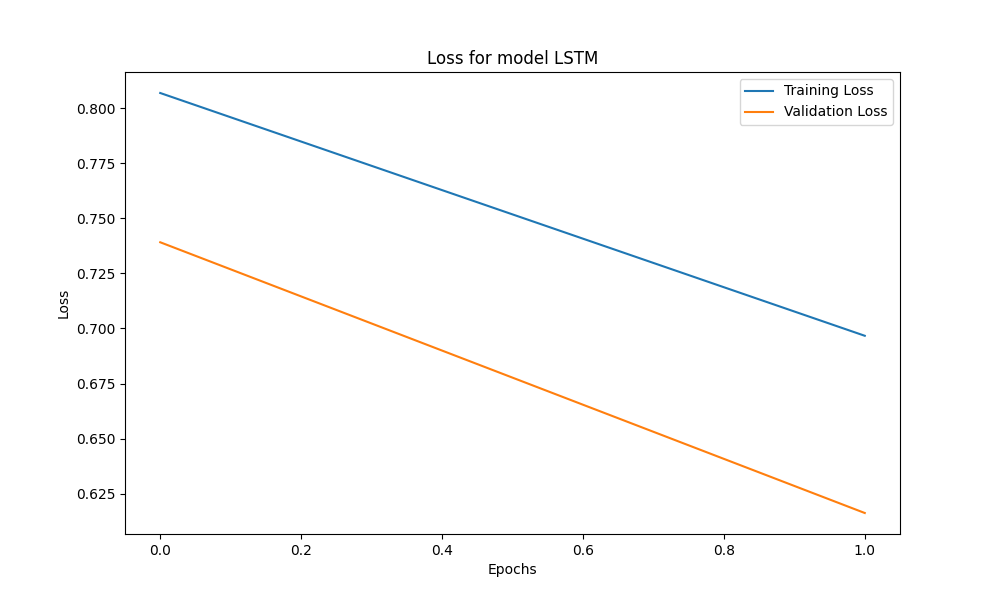 Loss for model LSTM
Training Loss
Validation Loss
0.800
0.775
0.750
0.725
0.700
0.675
0.650
0.625
Loss
0.0 0.2 0.4 0.6 0.8 1.0
Epochs